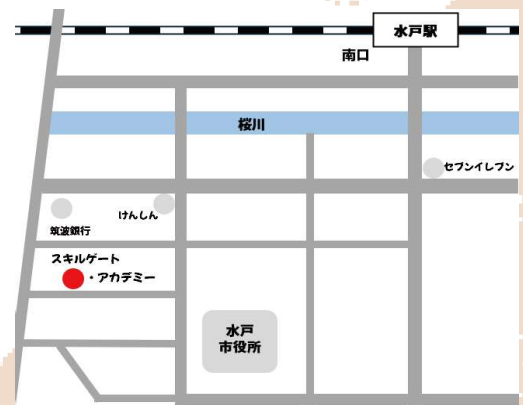 水戸駅
南口
桜川
セブンイレブン
けんしん
筑波銀行
スキルゲート
・アカデミー
水戸
市役所